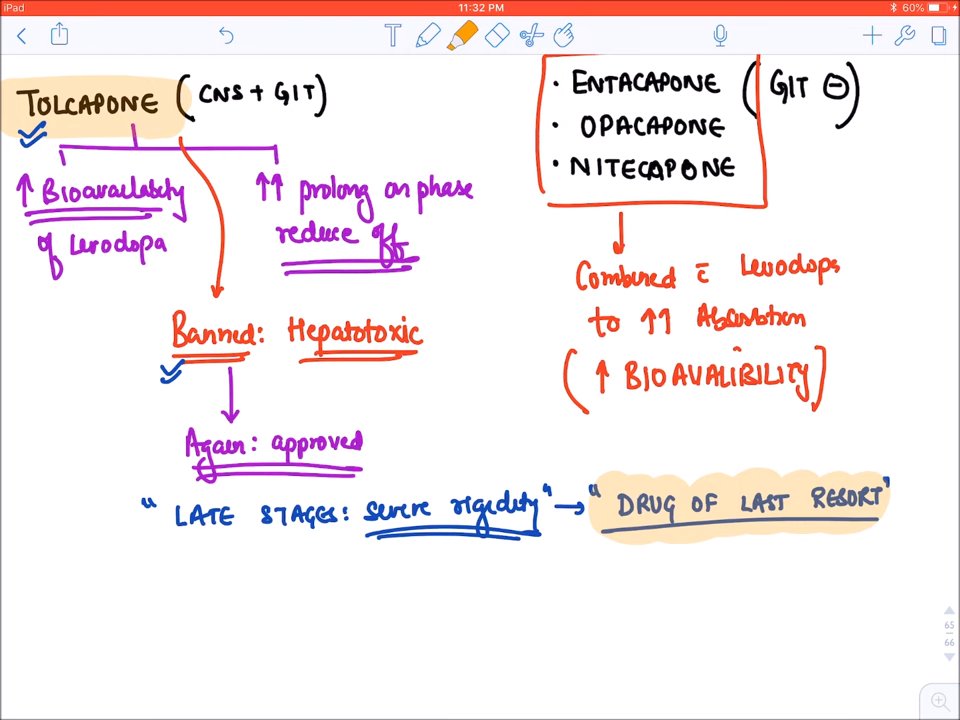 iPad
11:32 PM
60%
T
TOLCAPONE (CNS + GIT)
↑ Bioavailability
of Levodopa
↑↑ prolong on phase
reduce off
Banned: Hepatotoxic
Again: approved
"LATE STAGES: severe rigidity" → "DRUG OF LAST RESORT"
• ENTACAPONE (GIT ⊖)
• OPACAPONE
• NITECAPONE
Combined c̄ Levodopa
to ↑↑ Absorption
(↑ BIOAVALIBILITY)
65
66